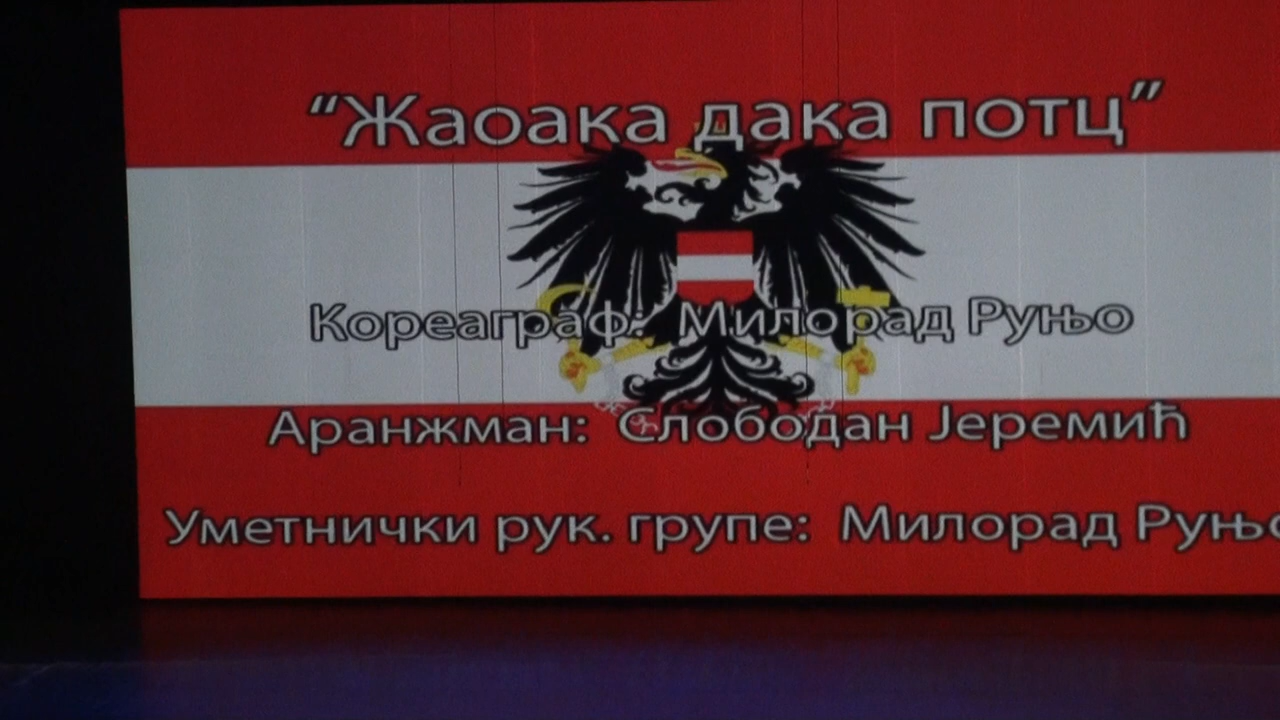 “Жаоака дака потц”
Кореаграф: Милорад Руњо
Аранжман: Слободан Јеремић
Уметнички рук. групе: Милорад Руњо